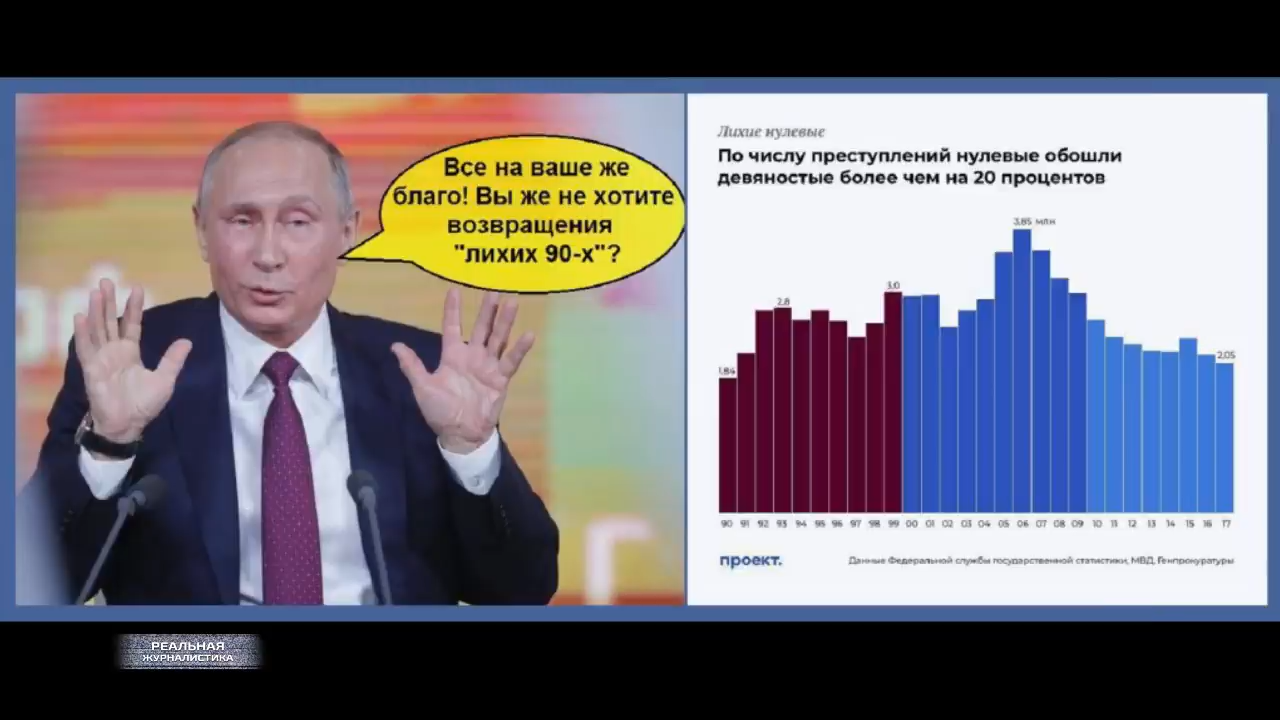 Все на ваше же
благо! Вы же не хотите
возвращения
"лихих 90-х"?
Лихие нулевые
По числу преступлений нулевые обошли
девяностые более чем на 20 процентов
3,85 млн
3,0
2,8
1,84
2,05
90 91 92 93 94 95 96 97 98 99 00 01 02 03 04 05 06 07 08 09 10 11 12 13 14 15 16 17
проект.
Данные Федеральной службы государственной статистики, МВД, Генпрокуратуры
РЕАЛЬНАЯ
ЖУРНАЛИСТИКА